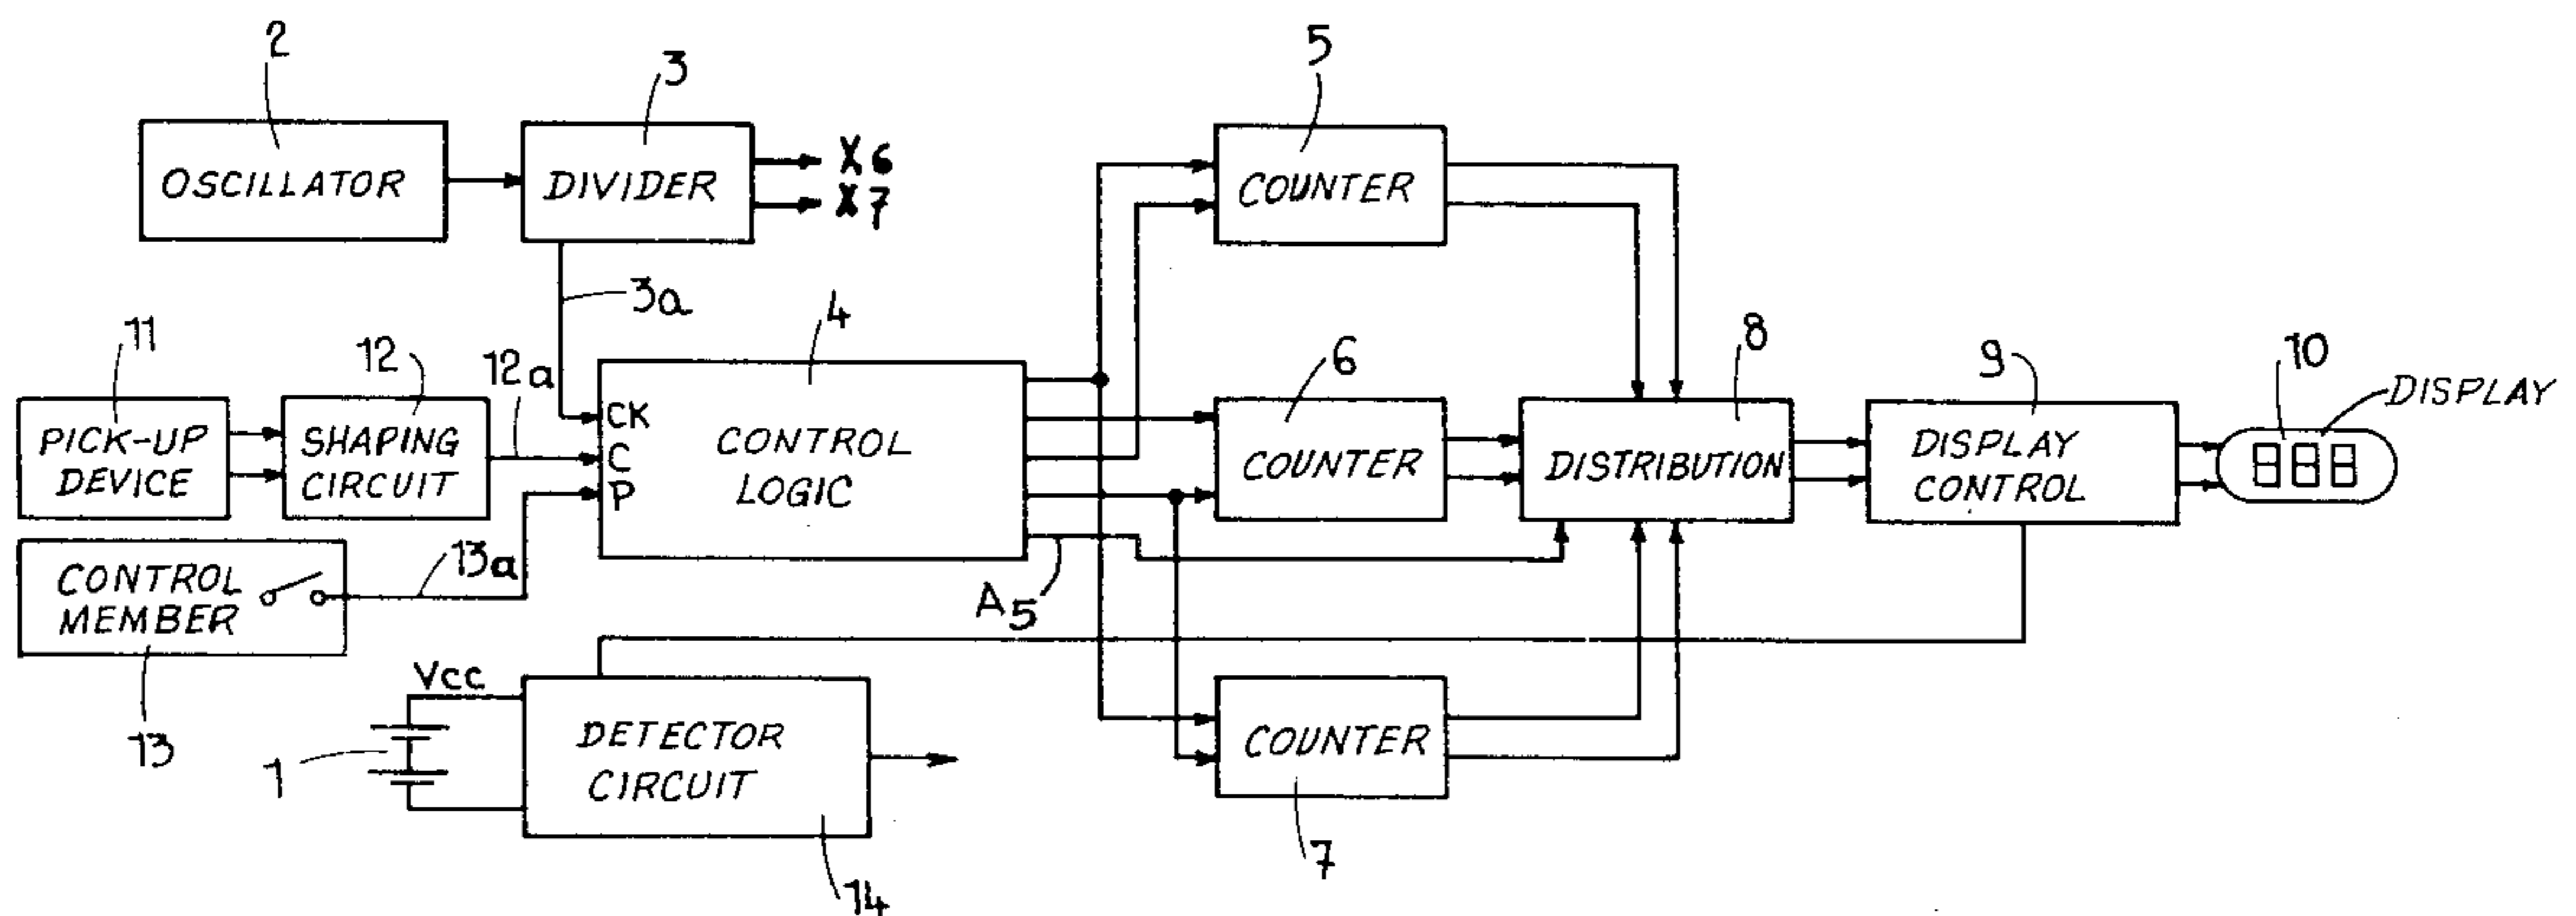 2
3
5
OSCILLATOR
DIVIDER
X6
X7
COUNTER
3a
11
12
12a
4
6
8
9
10
DISPLAY
PICK-UP
DEVICE
SHAPING
CIRCUIT
CK
C
P
CONTROL
LOGIC
COUNTER
DISTRIBUTION
DISPLAY
CONTROL
888
CONTROL
MEMBER
13a
A5
13
Vcc
1
DETECTOR
CIRCUIT
14
COUNTER
7